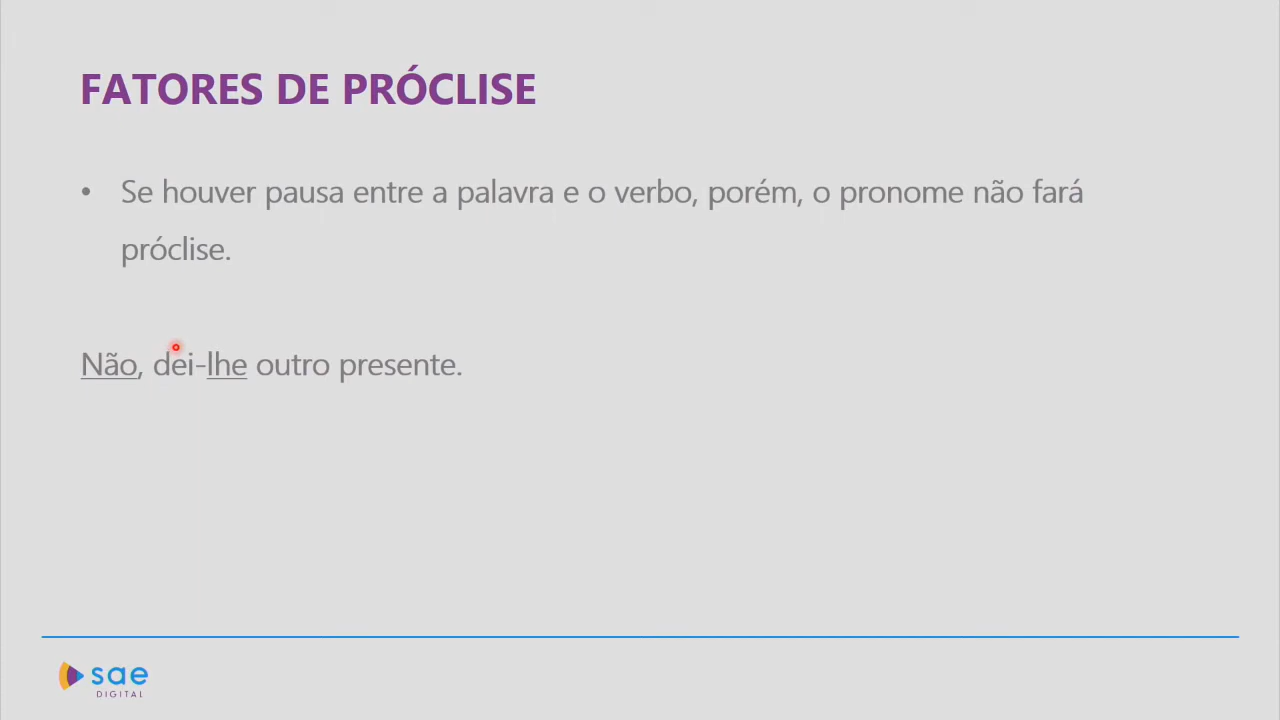 FATORES DE PRÓCLISE
• Se houver pausa entre a palavra e o verbo, porém, o pronome não fará
próclise.
Não, dei-lhe outro presente.
sae
DIGITAL